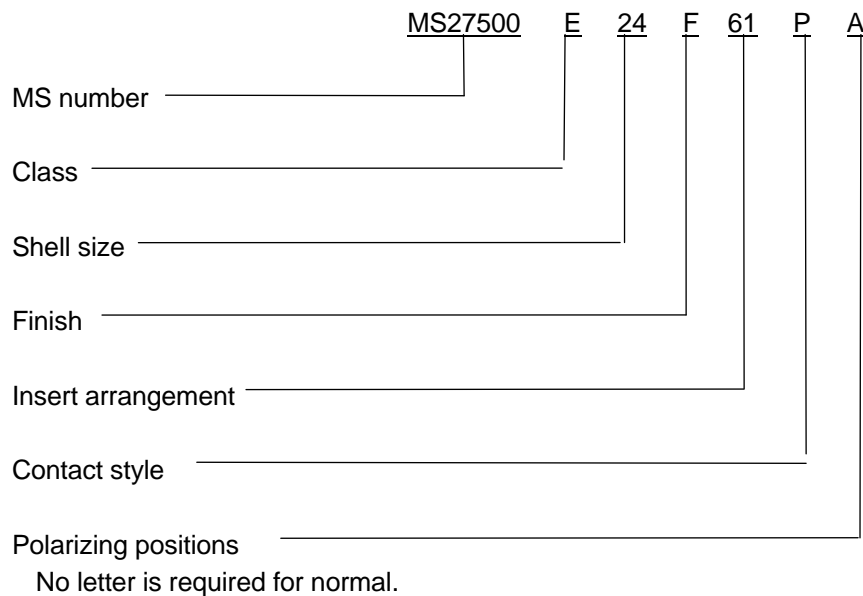 MS27500 E 24 F 61 P A
MS number
Class
Shell size
Finish
Insert arrangement
Contact style
Polarizing positions
No letter is required for normal.